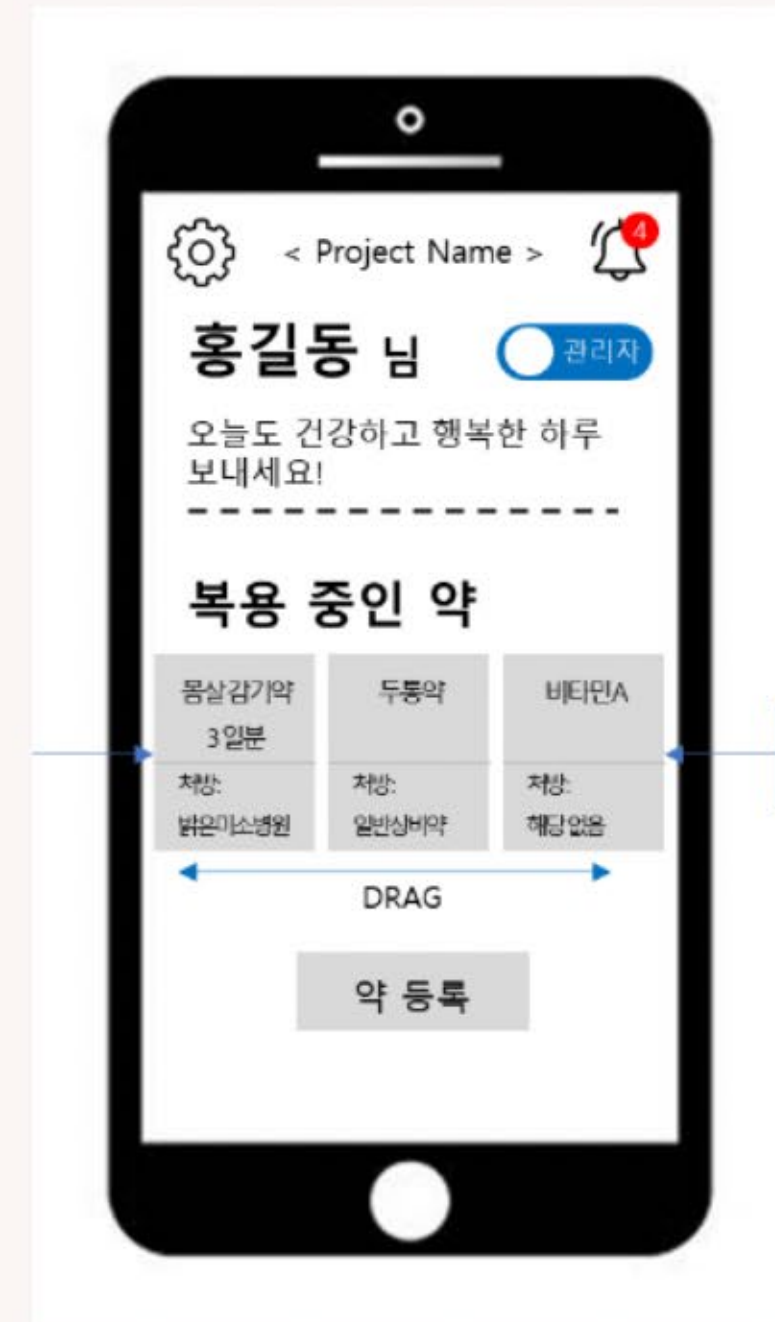 < Project Name >
4
홍길동 님
관리자
오늘도 건강하고 행복한 하루
보내세요!
복용 중인 약
몸살감기약
3일분
처방:
밝은미소병원
두통약
처방:
일반상비약
비타민A
처방:
해당 없음
DRAG
약 등록